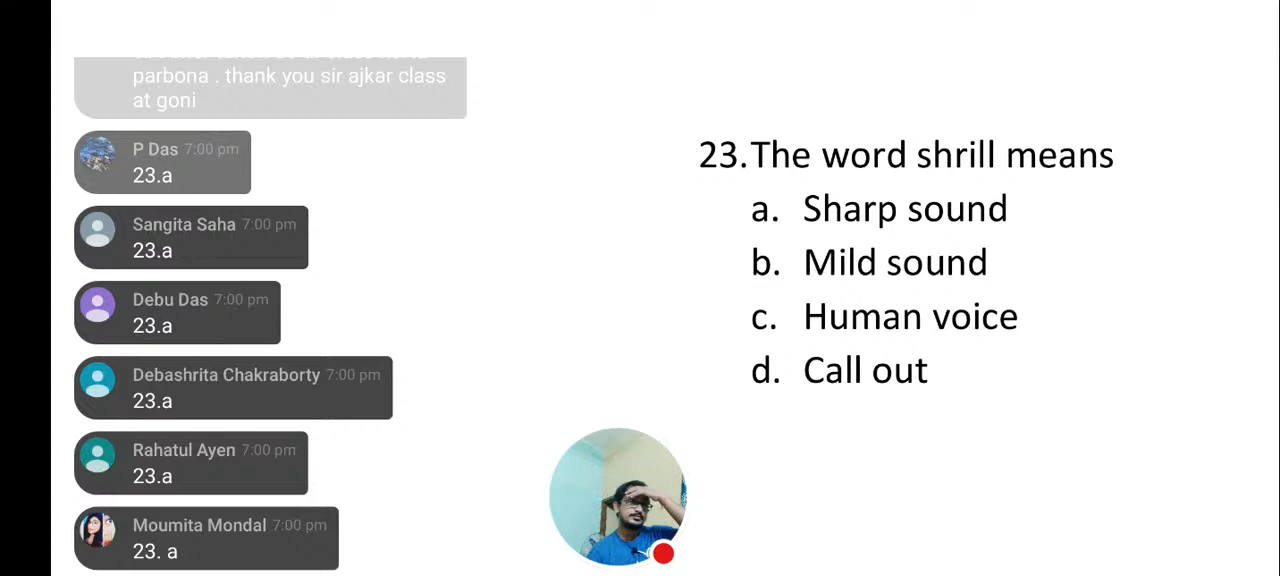 parbona . thank you sir ajkar class
at goni
P Das 7:00 pm
23.a
Sangita Saha 7:00 pm
23.a
Debu Das 7:00 pm
23.a
Debashrita Chakraborty 7:00 pm
23.a
Rahatul Ayen 7:00 pm
23.a
Moumita Mondal 7:00 pm
23. a
23.The word shrill means
a. Sharp sound
b. Mild sound
c. Human voice
d. Call out